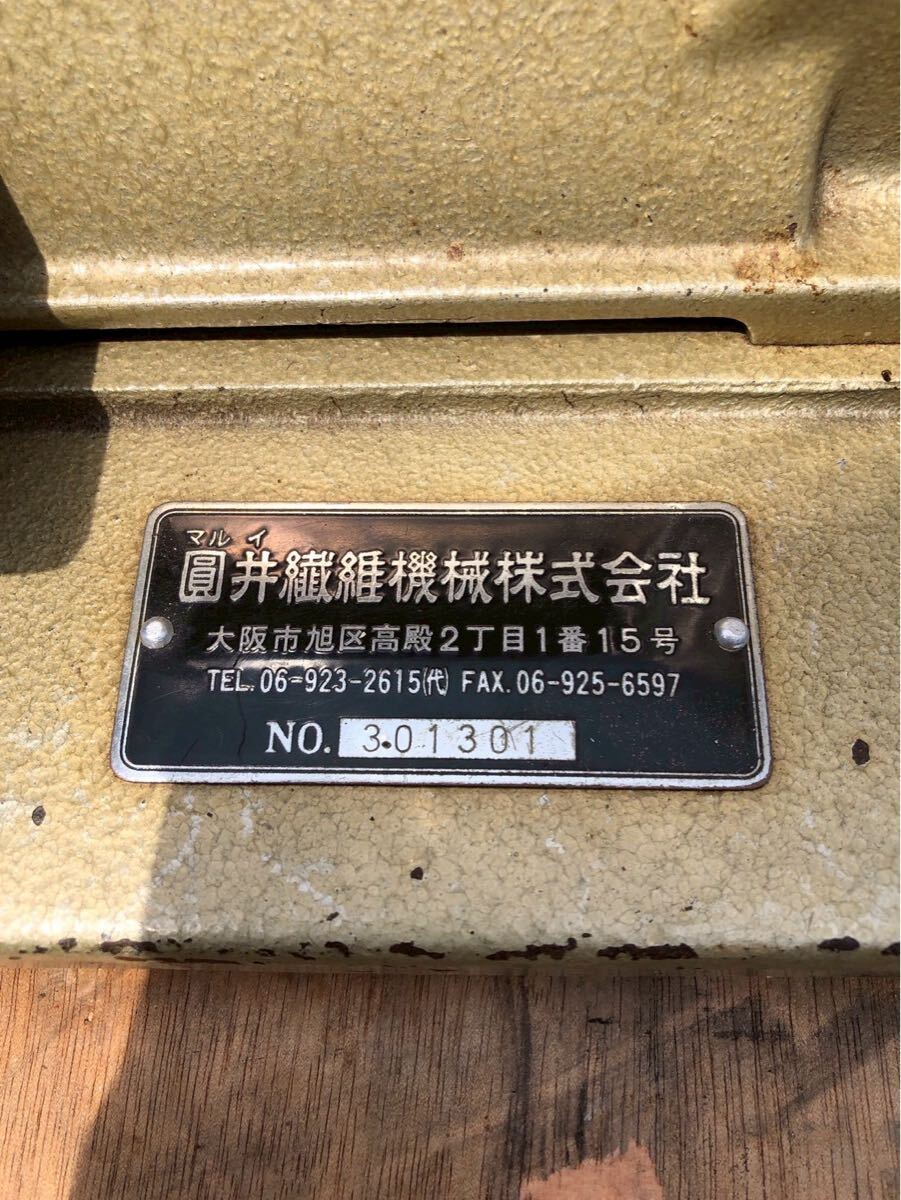 マルイ
圓井繊維機械株式会社
大阪市旭区高殿2丁目1番15号
TEL.06-923-2615㈹ FAX.06-925-6597
NO. 301301